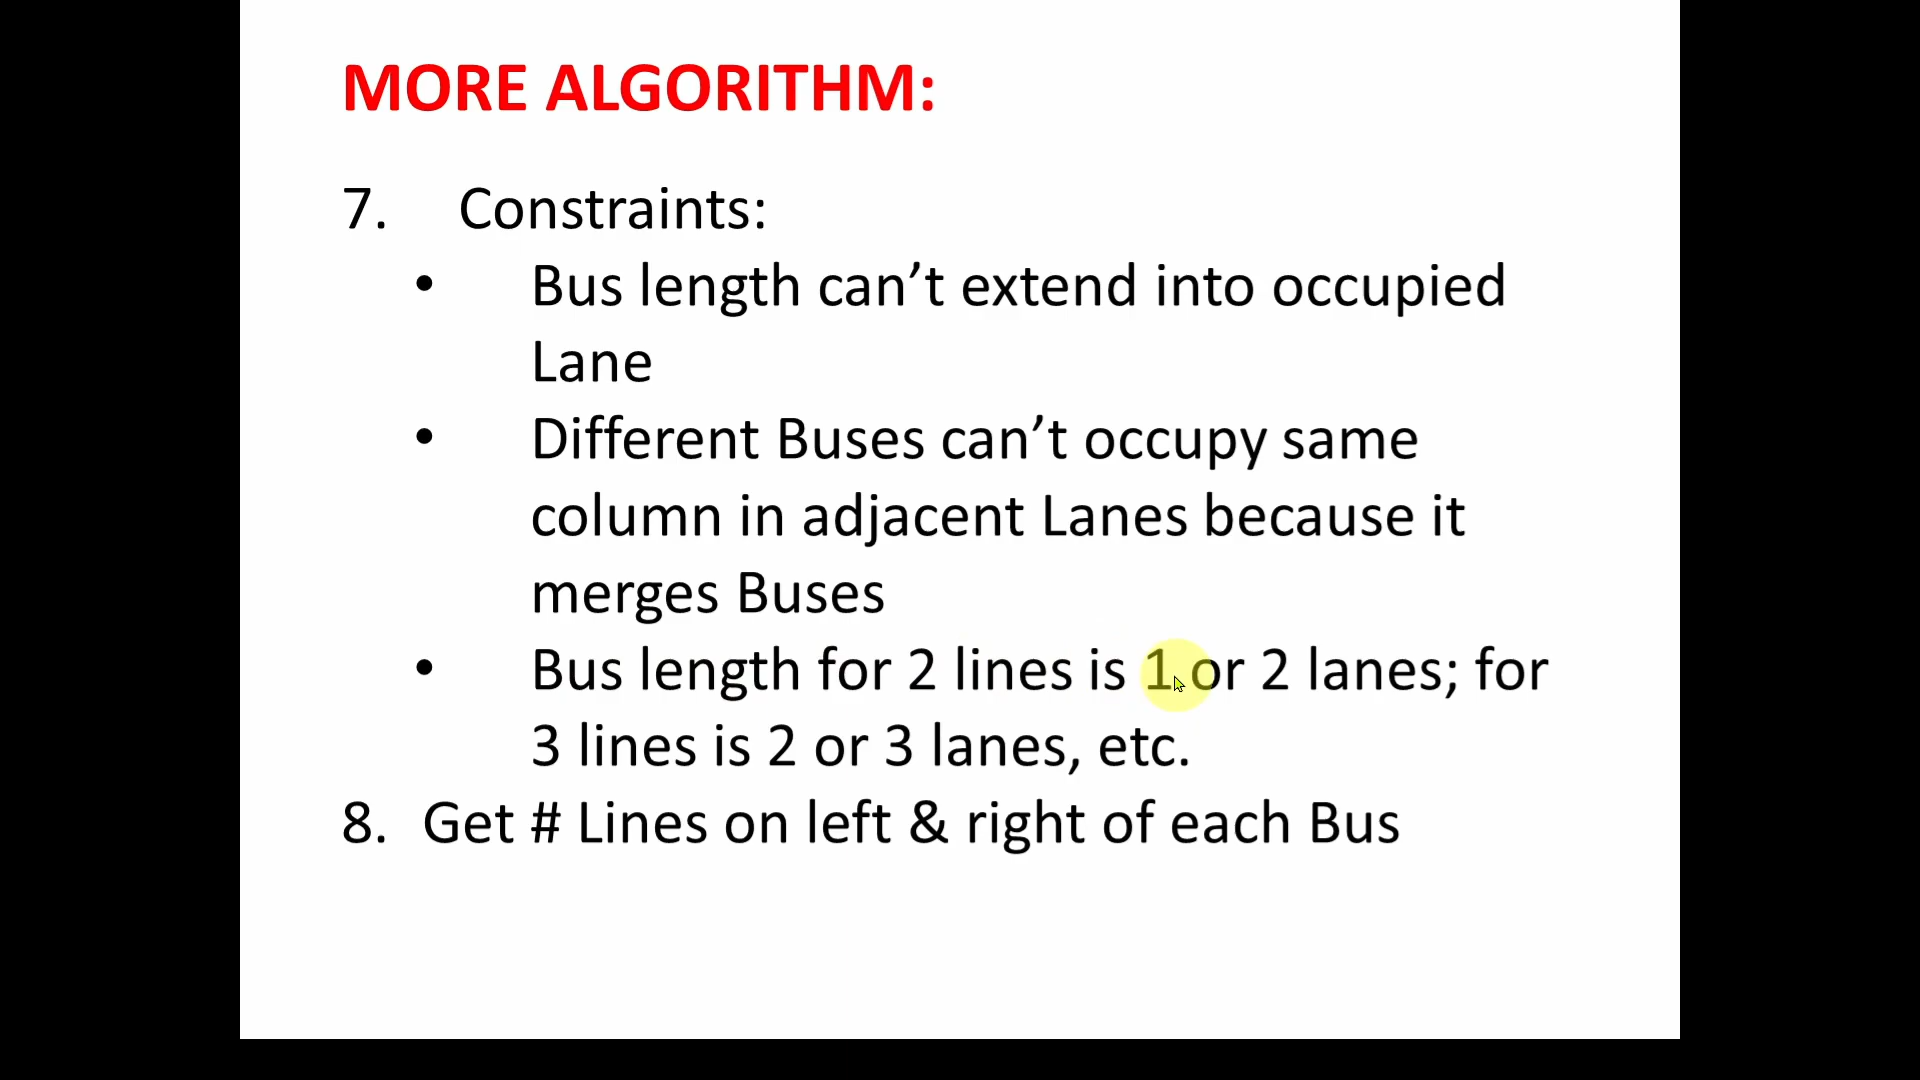 MORE ALGORITHM:
7. Constraints:
• Bus length can’t extend into occupied
Lane
• Different Buses can’t occupy same
column in adjacent Lanes because it
merges Buses
• Bus length for 2 lines is 1 or 2 lanes; for
3 lines is 2 or 3 lanes, etc.
8. Get # Lines on left & right of each Bus